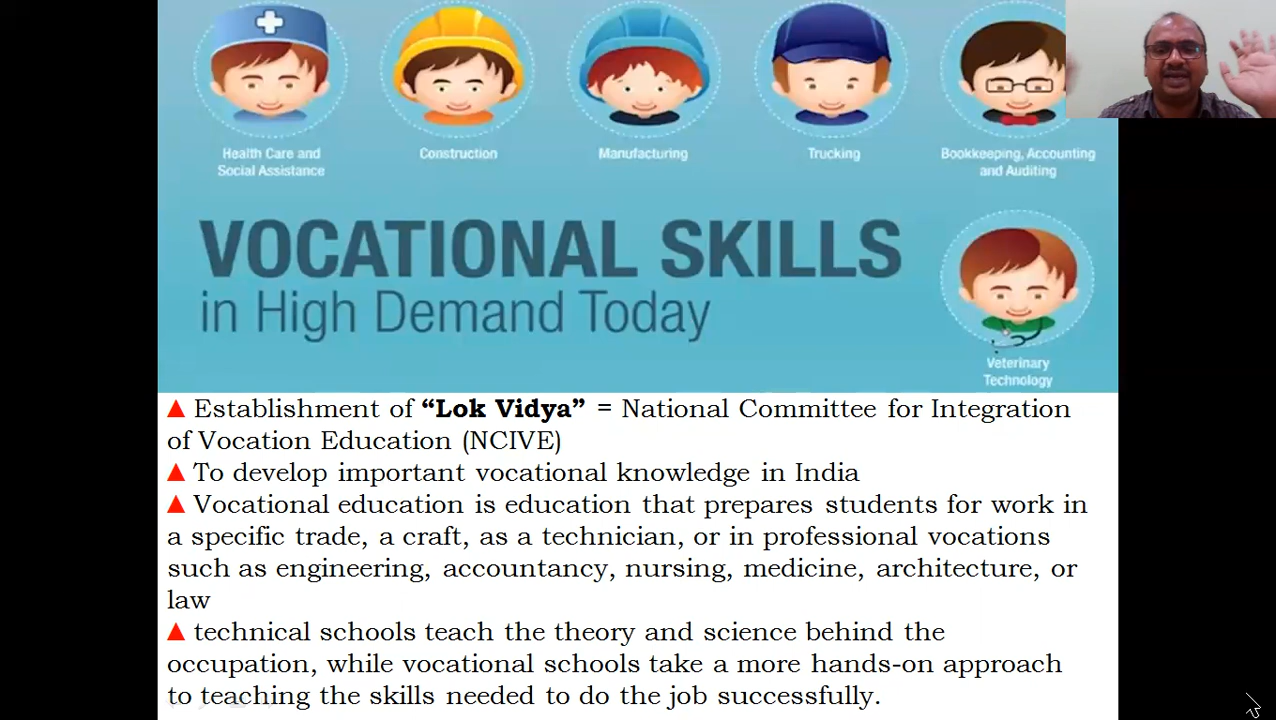 Health Care and
Social Assistance
Construction
Manufacturing
Trucking
Bookkeeping, Accounting
and Auditing
VOCATIONAL SKILLS
in High Demand Today
Veterinary
Technology
▲ Establishment of “Lok Vidya” = National Committee for Integration
of Vocation Education (NCIVE)
▲ To develop important vocational knowledge in India
▲ Vocational education is education that prepares students for work in
a specific trade, a craft, as a technician, or in professional vocations
such as engineering, accountancy, nursing, medicine, architecture, or
law
▲ technical schools teach the theory and science behind the
occupation, while vocational schools take a more hands-on approach
to teaching the skills needed to do the job successfully.